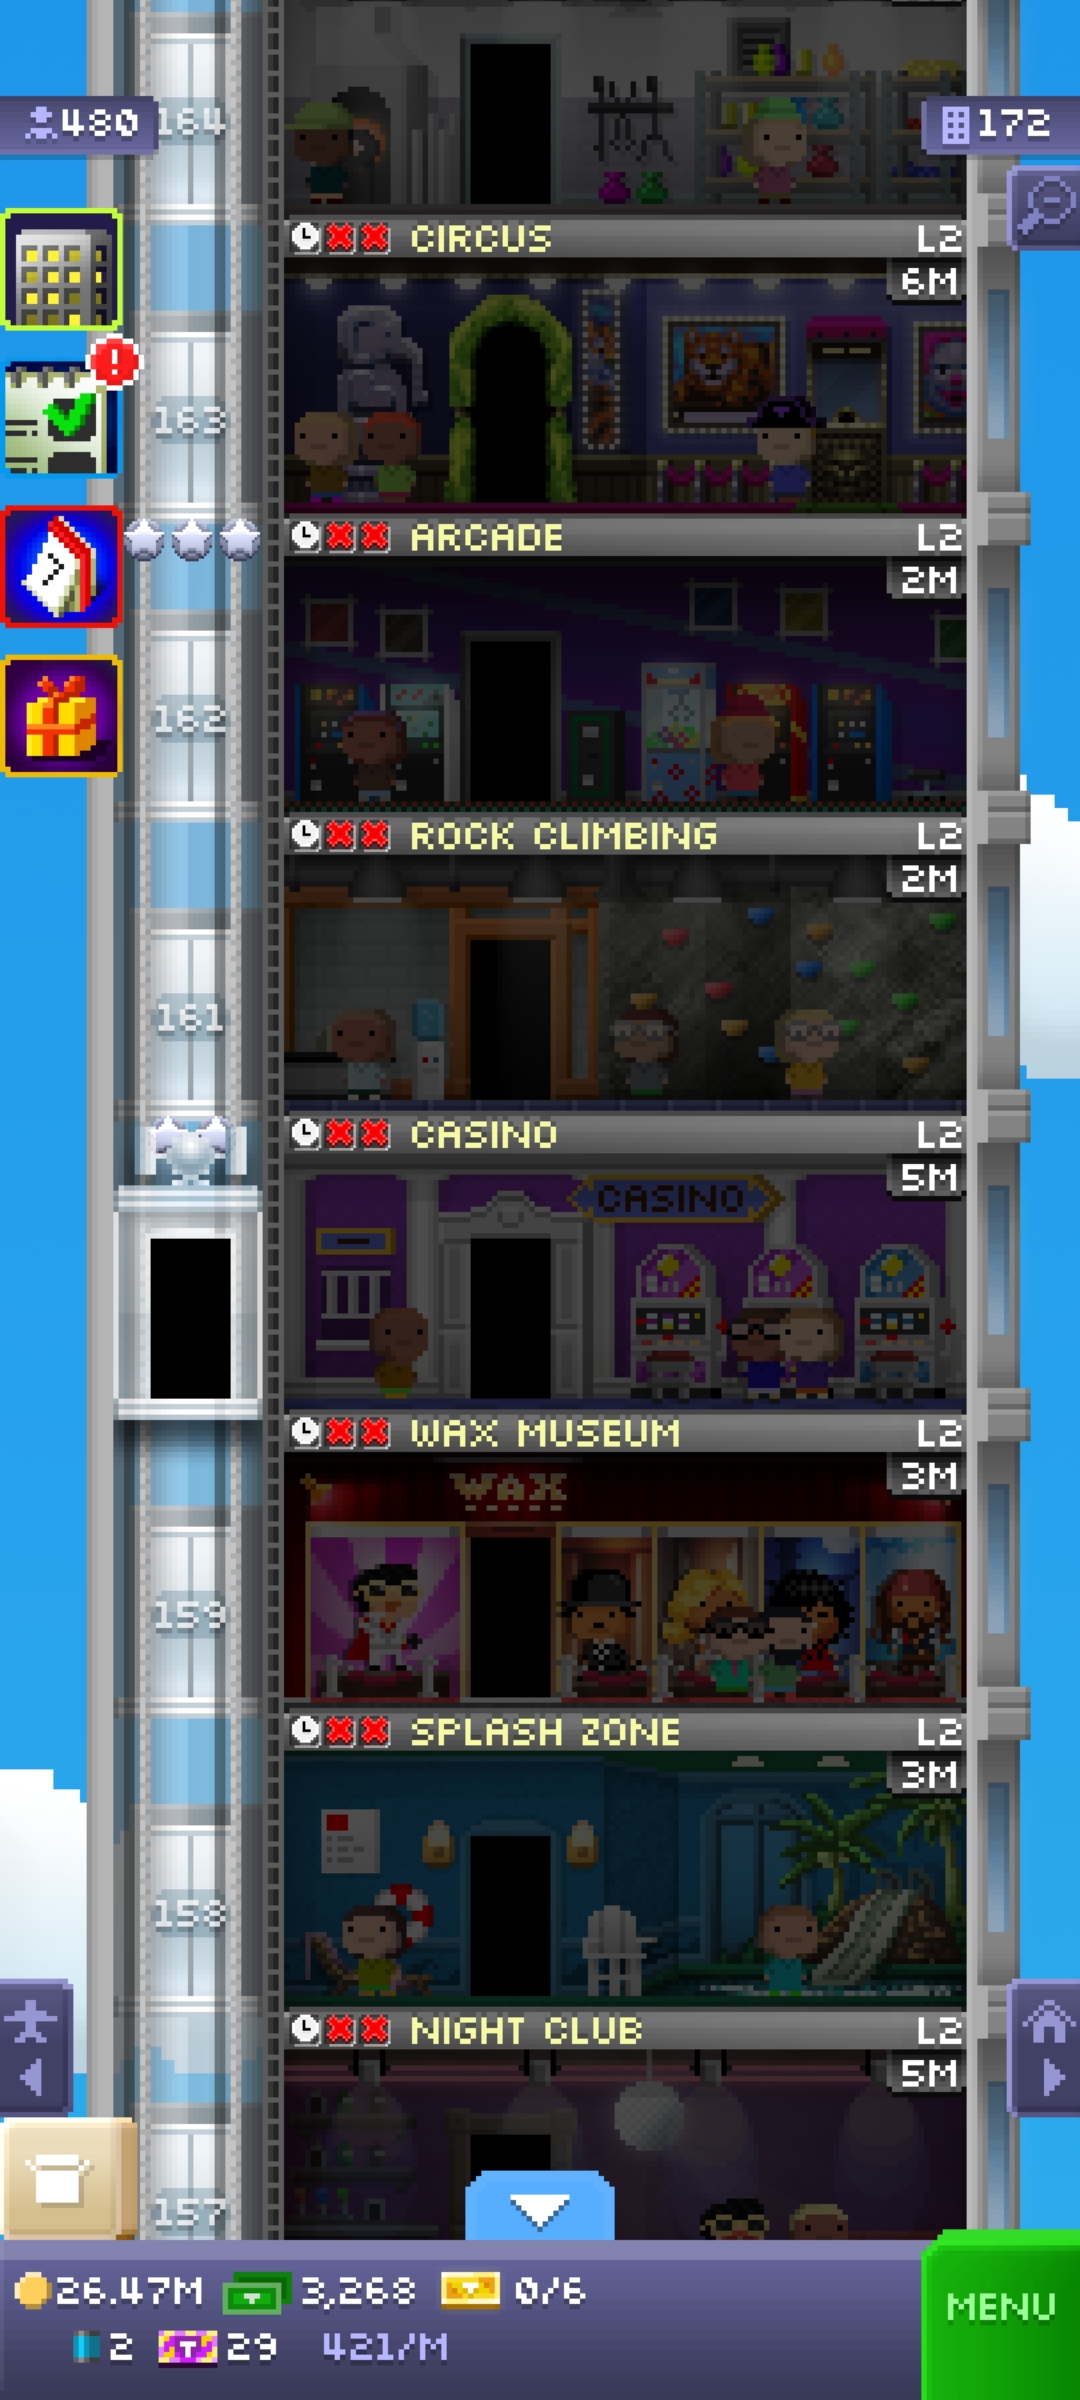 480
164
172
CIRCUS L2
6M
163
ARCADE L2
2M
162
ROCK CLIMBING L2
2M
161
CASINO L2
5M
CASINO
WAX MUSEUM L2
3M
WAX
159
SPLASH ZONE L2
3M
158
NIGHT CLUB L2
5M
157
26.47M 3,268 0/6
2 29 421/M
MENU